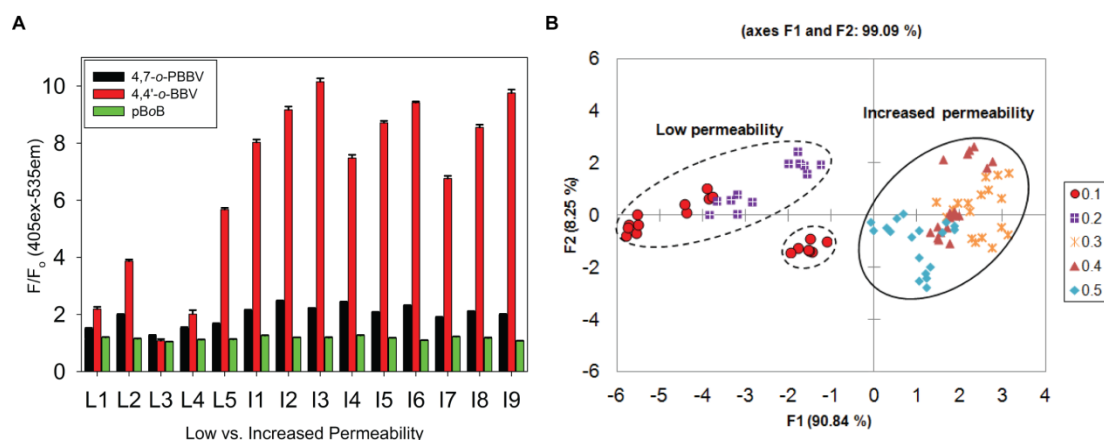 A
4,7-o-PBBV
4,4'-o-BBV
pBoB
F/Fo (405ex-535em)
10
8
6
4
2
0
L1 L2 L3 L4 L5 I1 I2 I3 I4 I5 I6 I7 I8 I9
Low vs. Increased Permeability
B
(axes F1 and F2: 99.09 %)
Low permeability
Increased permeability
F2 (8.25 %)
6
4
2
0
-2
-4
-6
-6 -5 -4 -3 -2 -1 0 1 2 3 4
F1 (90.84 %)
0.1
0.2
0.3
0.4
0.5